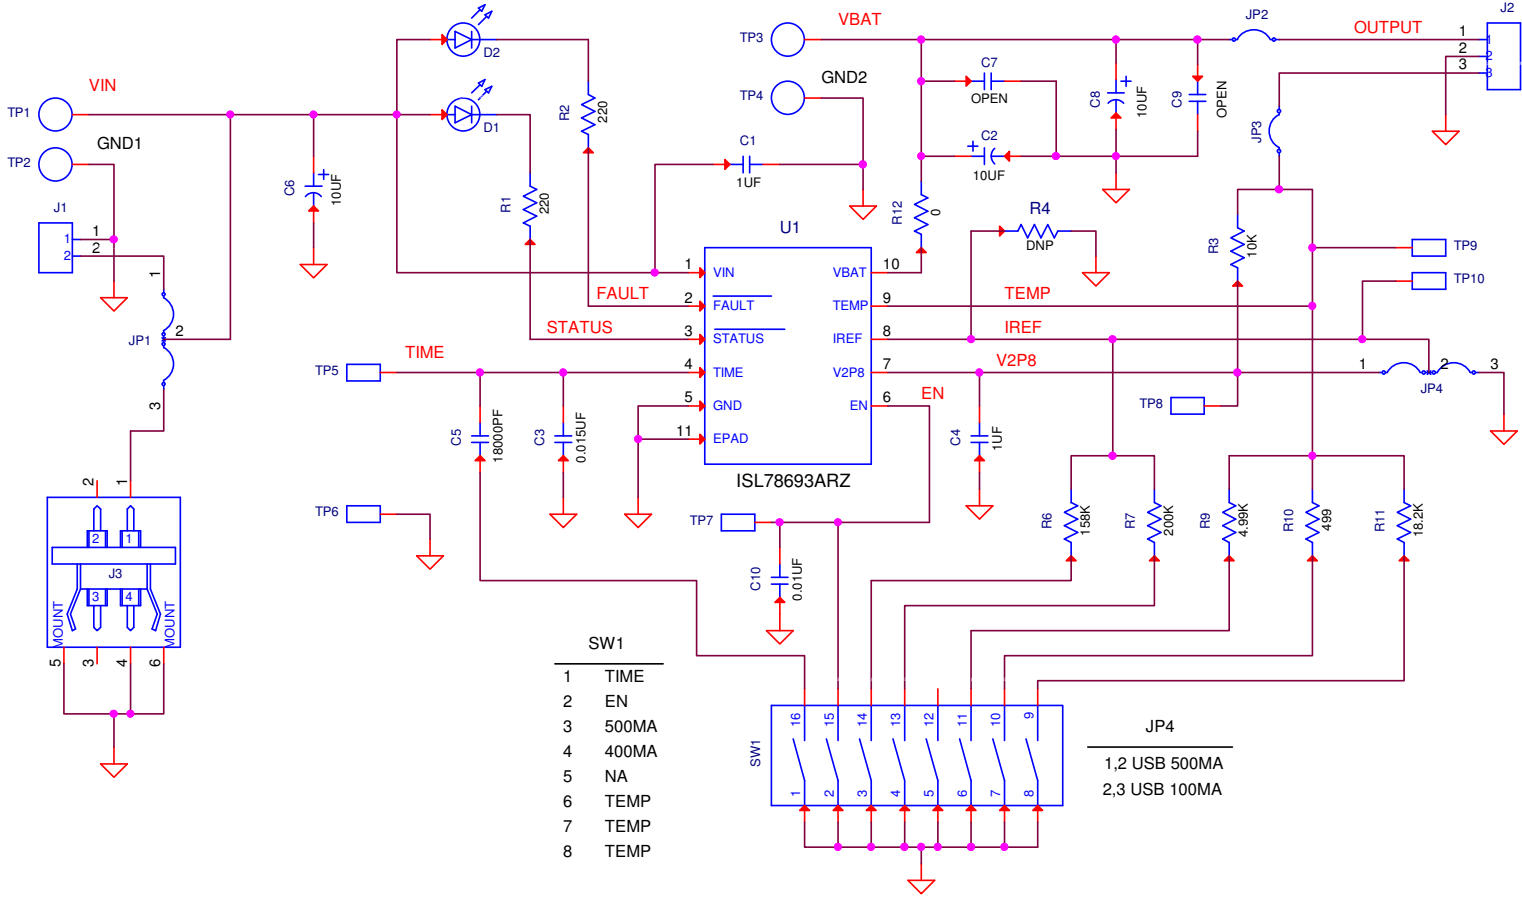 VBAT
JP2
OUTPUT
J2
1
2
3
1
2
3
D2
TP3
GND2
TP4
C7
OPEN
C8
10UF
C9
OPEN
JP3
VIN
TP1
GND1
TP2
D1
R2
220
R1
220
C6
10UF
C1
1UF
C2
10UF
R12
0
R4
DNP
R3
10K
TP9
TP10
J1
1
2
1
2
1
JP1
2
3
U1
1
VIN
2
FAULT
3
STATUS
4
TIME
5
GND
11
EPAD
VBAT
10
TEMP
9
IREF
8
V2P8
7
EN
6
ISL78693ARZ
FAULT
STATUS
TIME
TEMP
IREF
V2P8
EN
TP5
C5
18000PF
C3
0.015UF
TP6
TP7
C10
0.01UF
C4
1UF
TP8
1
2
3
JP4
R6
158K
R7
200K
R9
4.99K
R10
499
R11
18.2K
2
1
2
1
J3
3
4
MOUNT
MOUNT
5
3
4
6
SW1
1 TIME
2 EN
3 500MA
4 400MA
5 NA
6 TEMP
7 TEMP
8 TEMP
SW1
16
15
14
13
12
11
10
9
1
2
3
4
5
6
7
8
JP4
1,2 USB 500MA
2,3 USB 100MA